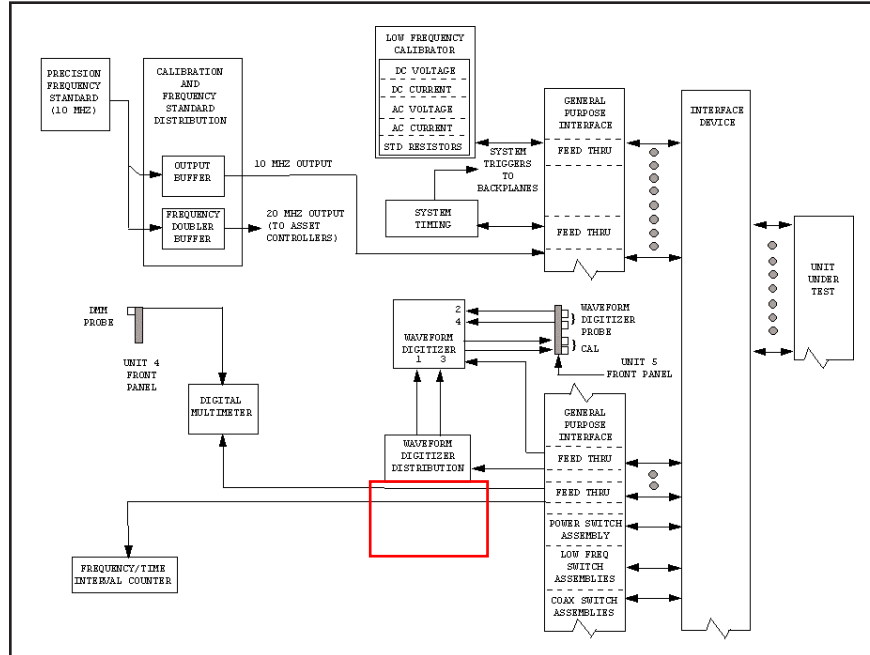 LOW FREQUENCY
CALIBRATOR
DC VOLTAGE
DC CURRENT
AC VOLTAGE
AC CURRENT
STD RESISTORS
PRECISION
FREQUENCY
STANDARD
(10 MHZ)
CALIBRATION
AND
FREQUENCY
STANDARD
DISTRIBUTION
OUTPUT
BUFFER
FREQUENCY
DOUBLER
BUFFER
10 MHZ OUTPUT
20 MHZ OUTPUT
(TO ASSET
CONTROLLERS)
SYSTEM
TRIGGERS
TO
BACKPLANES
SYSTEM
TIMING
GENERAL
PURPOSE
INTERFACE
FEED THRU
FEED THRU
INTERFACE
DEVICE
UNIT
UNDER
TEST
DMM
PROBE
UNIT 4
FRONT
PANEL
DIGITAL
MULTIMETER
2
4
WAVEFORM
DIGITIZER
1 3
WAVEFORM
DIGITIZER
PROBE
CAL
UNIT 5
FRONT PANEL
WAVEFORM
DIGITIZER
DISTRIBUTION
GENERAL
PURPOSE
INTERFACE
FEED THRU
FEED THRU
POWER SWITCH
ASSEMBLY
LOW FREQ
SWITCH
ASSEMBLIES
COAX SWITCH
ASSEMBLIES
FREQUENCY/TIME
INTERVAL COUNTER